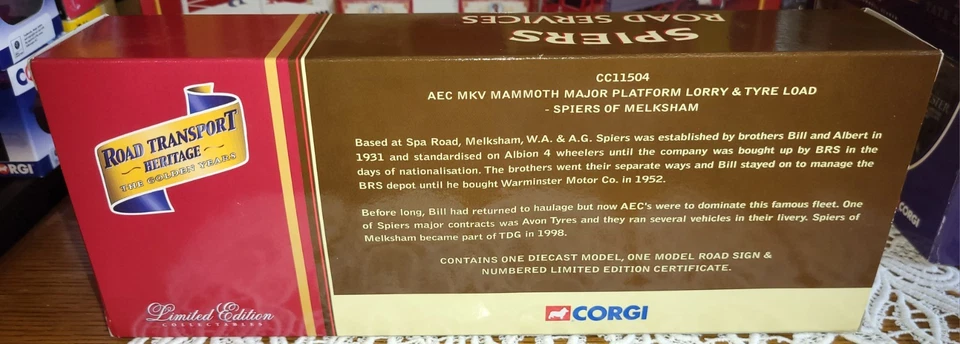 SPIERS
ROAD SERVICES
CC11504
AEC MKV MAMMOTH MAJOR PLATFORM LORRY & TYRE LOAD
- SPIERS OF MELKSHAM
Based at Spa Road, Melksham, W.A. & A.G. Spiers was established by brothers Bill and Albert in
1931 and standardised on Albion 4 wheelers until the company was bought up by BRS in the
days of nationalisation. The brothers went their separate ways and Bill stayed on to manage the
BRS depot until he bought Warminster Motor Co. in 1952.
Before long, Bill had returned to haulage but now AEC's were to dominate this famous fleet. One
of Spiers major contracts was Avon Tyres and they ran several vehicles in their livery. Spiers of
Melksham became part of TDG in 1998.
CONTAINS ONE DIECAST MODEL, ONE MODEL ROAD SIGN &
NUMBERED LIMITED EDITION CERTIFICATE.
CORGI
ROAD TRANSPORT
HERITAGE
THE GOLDEN YEARS
Limited Edition
COLLECTABLES
RGI
CORGI